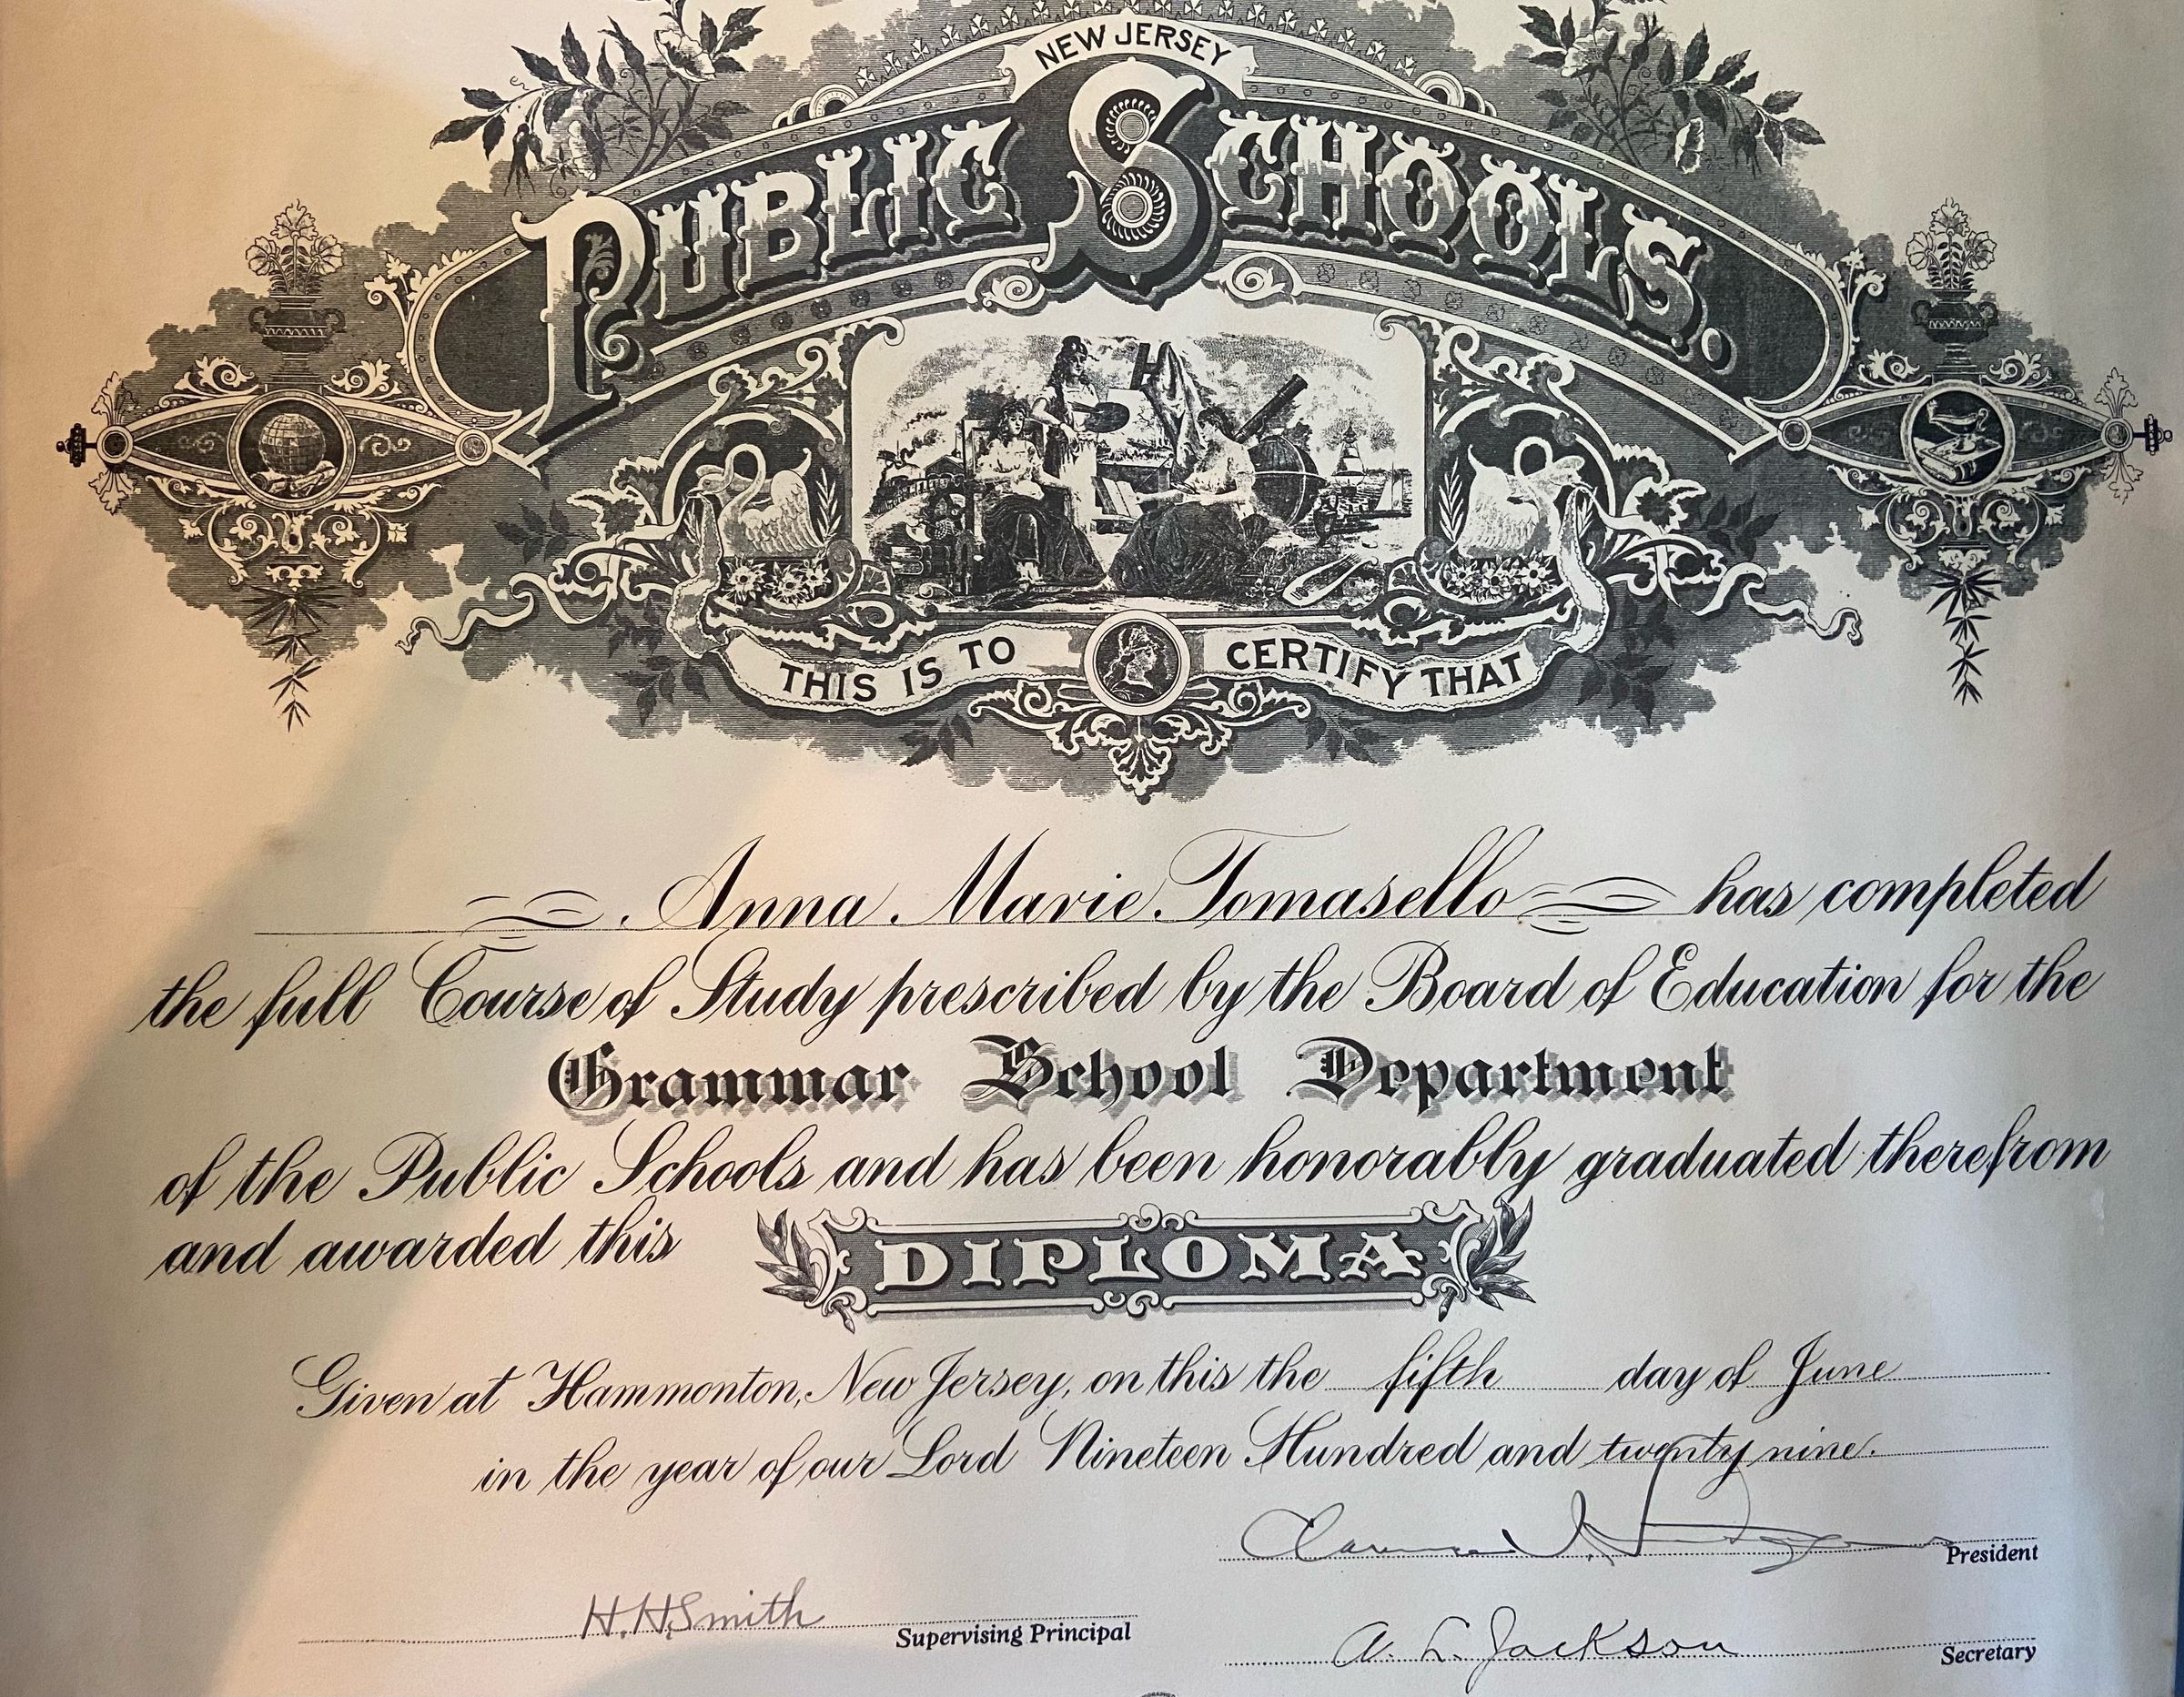 NEW JERSEY
PUBLIC SCHOOLS.
THIS IS TO CERTIFY THAT
Anna Marie Tomasello has completed
the full Course of Study prescribed by the Board of Education for the
Grammar School Department
of the Public Schools and has been honorably graduated therefrom
and awarded this DIPLOMA
Given at Hammonton, New Jersey, on this the fifth day of June
in the year of our Lord Nineteen Hundred and twenty nine.
President
H. H. Smith Supervising Principal
A. L. Jackson Secretary